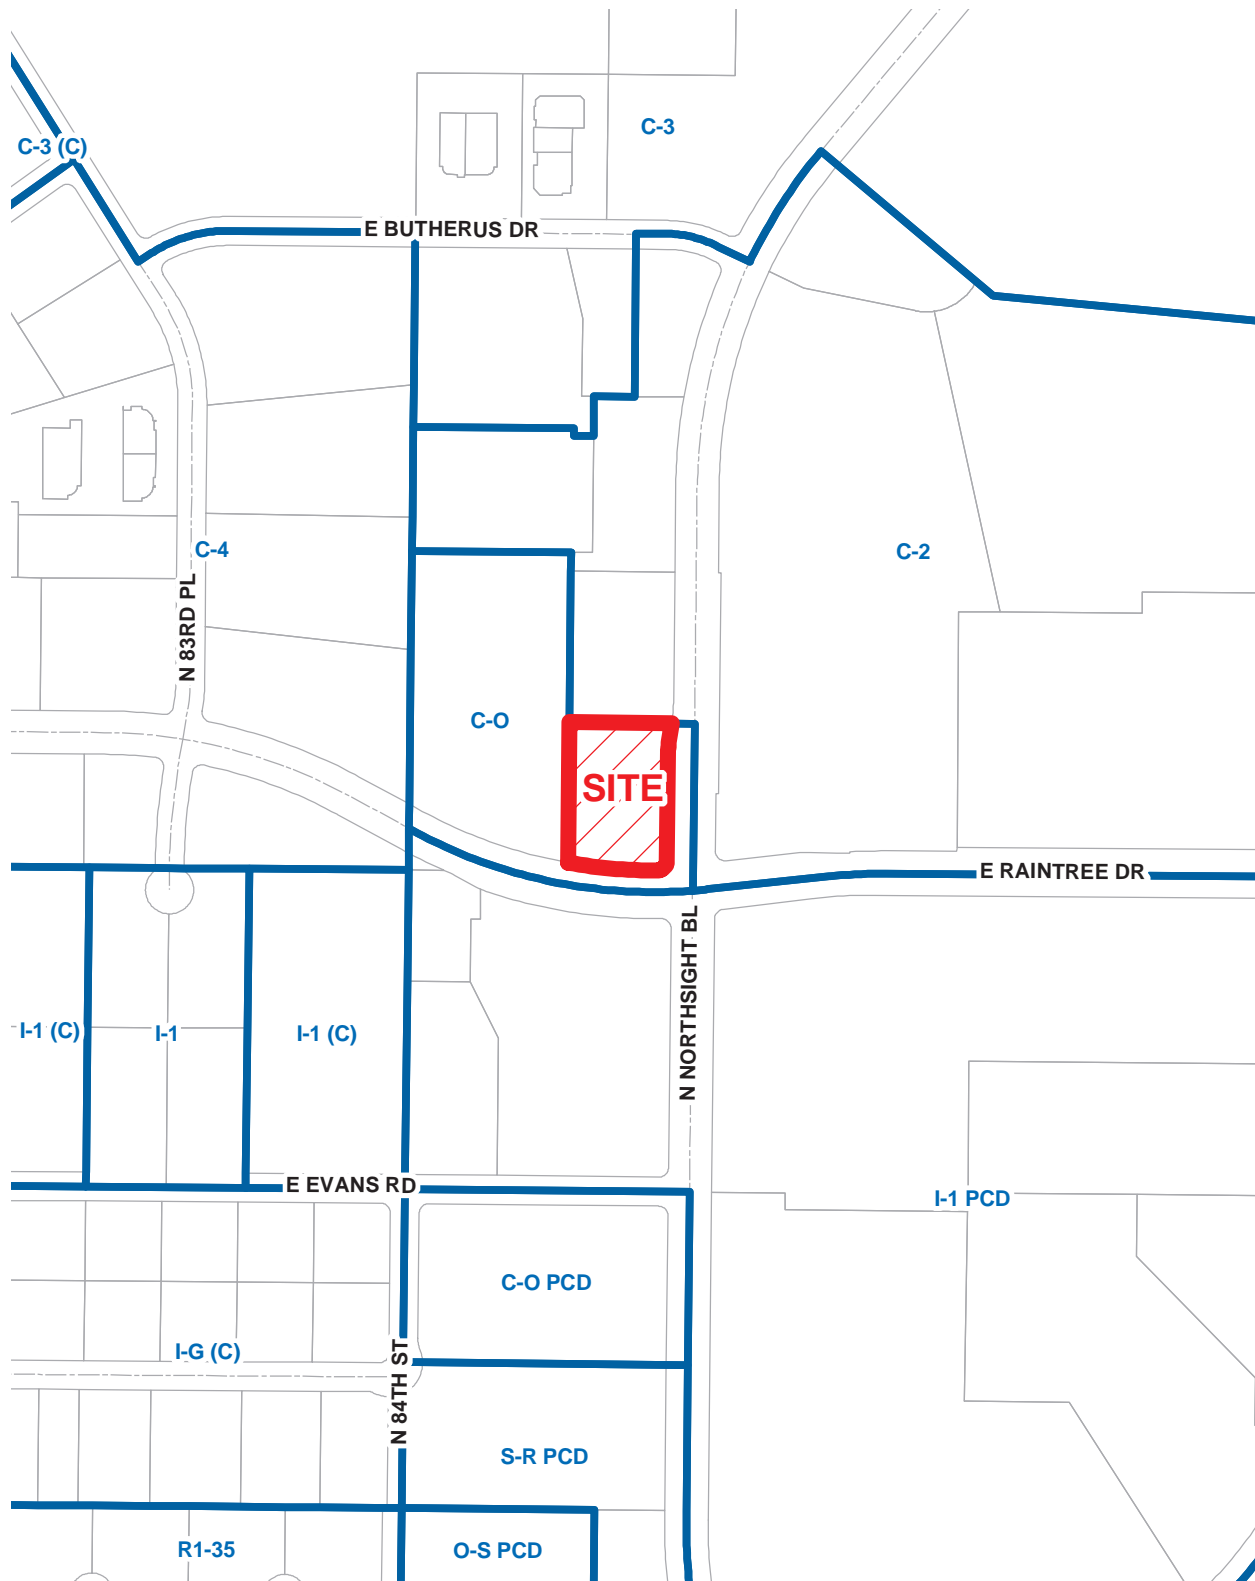 C-3
C-3 (C)
E BUTHERUS DR
C-4
C-2
N 83RD PL
C-O
SITE
E RAINTREE DR
N NORTHSIGHT BL
I-1 (C)
I-1
I-1 (C)
E EVANS RD
I-1 PCD
C-O PCD
I-G (C)
N 84TH ST
S-R PCD
R1-35
O-S PCD